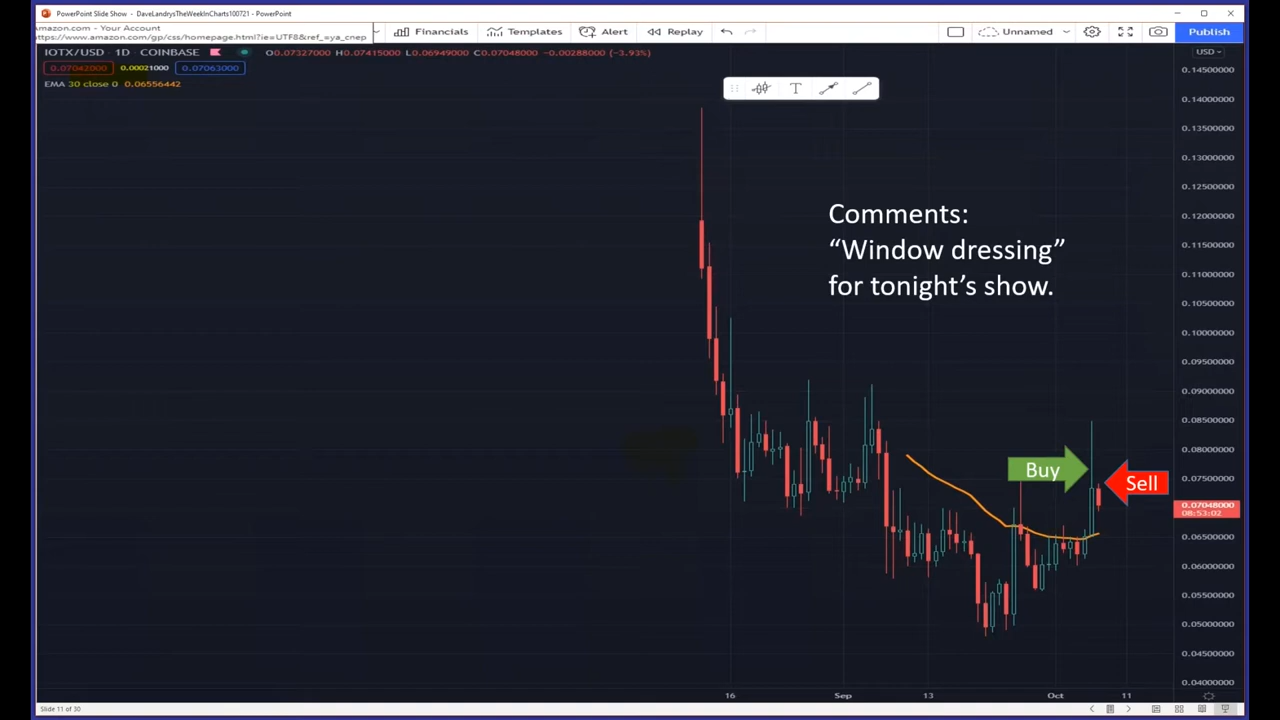 PowerPoint Slide Show - DaveLandrysTheWeekInCharts100721 - PowerPoint
Amazon.com - Your Account
https://www.amazon.com/gp/css/homepage.html?ie=UTF8&ref_=ya_cnep
Financials
Templates
Alert
Replay
Unnamed
Publish
IOTX/USD · 1D · COINBASE
O0.07327000 H0.07415000 L0.06949000 C0.07048000 -0.00288000 (-3.93%)
USD
0.07042000 0.00021000 0.07063000
EMA 30 close 0 0.06556442
T
0.14500000
0.14000000
0.13500000
0.13000000
0.12500000
0.12000000
0.11500000
0.11000000
0.10500000
0.10000000
0.09500000
0.09000000
0.08500000
0.08000000
0.07500000
0.07048000
08:53:02
0.06500000
0.06000000
0.05500000
0.05000000
0.04500000
0.04000000
Comments:
“Window dressing”
for tonight’s show.
Buy
Sell
16 Sep 13 Oct 11
Slide 11 of 30